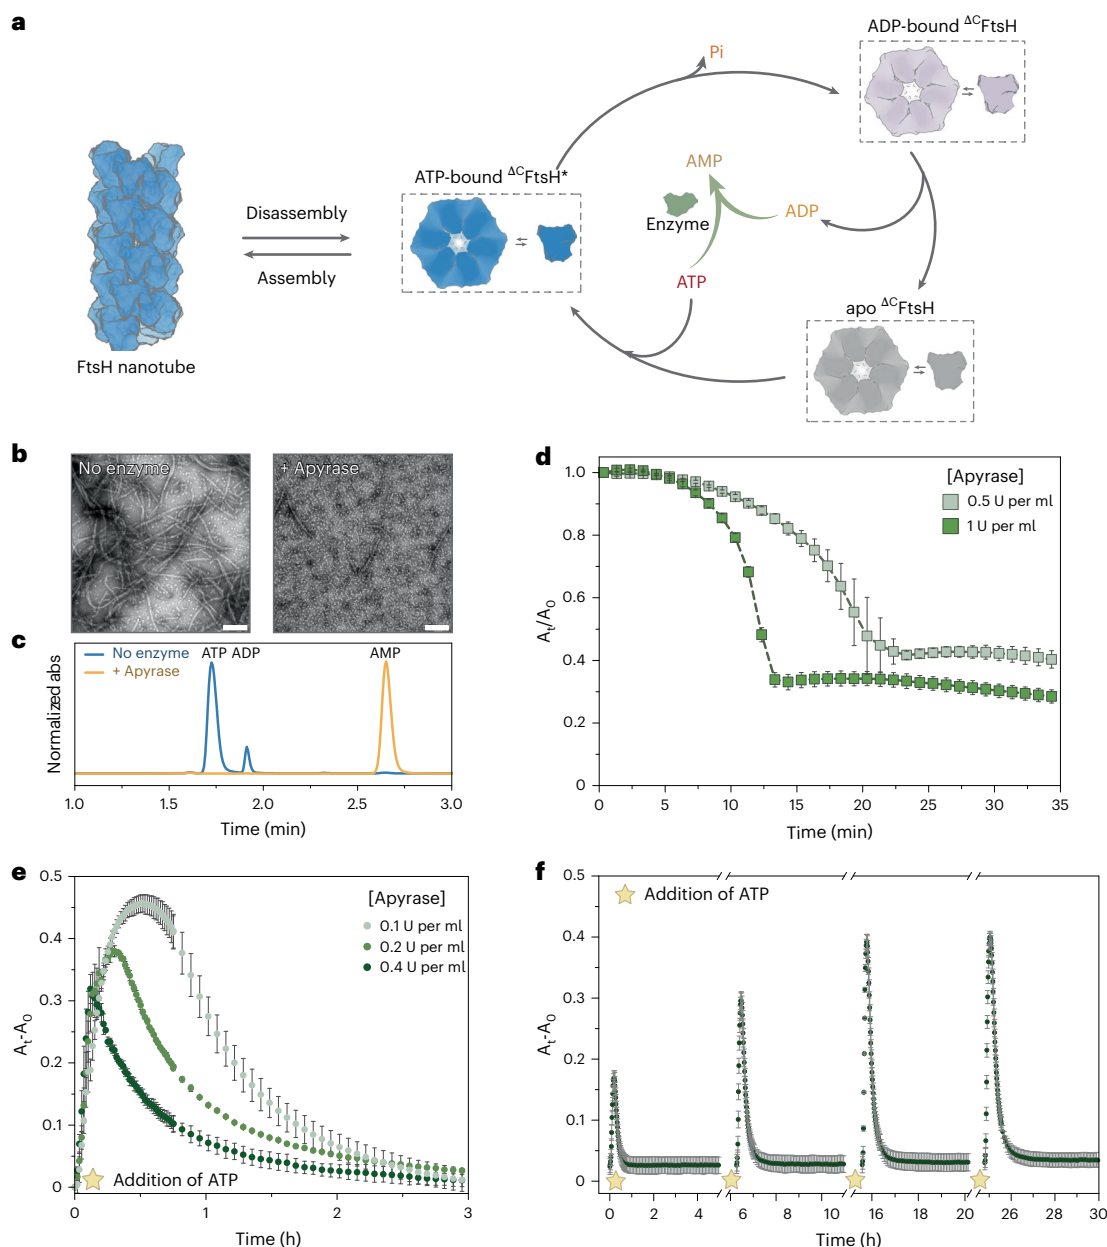 a
ADP-bound ΔCFtsH
Pi
AMP
ATP-bound ΔCFtsH*
Disassembly
Enzyme
ADP
Assembly
ATP
apo ΔCFtsH
FtsH nanotube
b
No enzyme
+ Apyrase
c
No enzyme
+ Apyrase
ATP ADP
AMP
Normalized abs
1.0 1.5 2.0 2.5 3.0
Time (min)
d
[Apyrase]
0.5 U per ml
1 U per ml
1.0
0.8
0.6
0.4
0.2
0
At/A0
0 5 10 15 20 25 30 35
Time (min)
e
0.5
0.4
0.3
0.2
0.1
0
At-A0
[Apyrase]
0.1 U per ml
0.2 U per ml
0.4 U per ml
Addition of ATP
0 1 2 3
Time (h)
f
0.5
0.4
0.3
0.2
0.1
0
At-A0
Addition of ATP
0 2 4 6 8 10 14 16 18 20 24 26 28 30
Time (h)